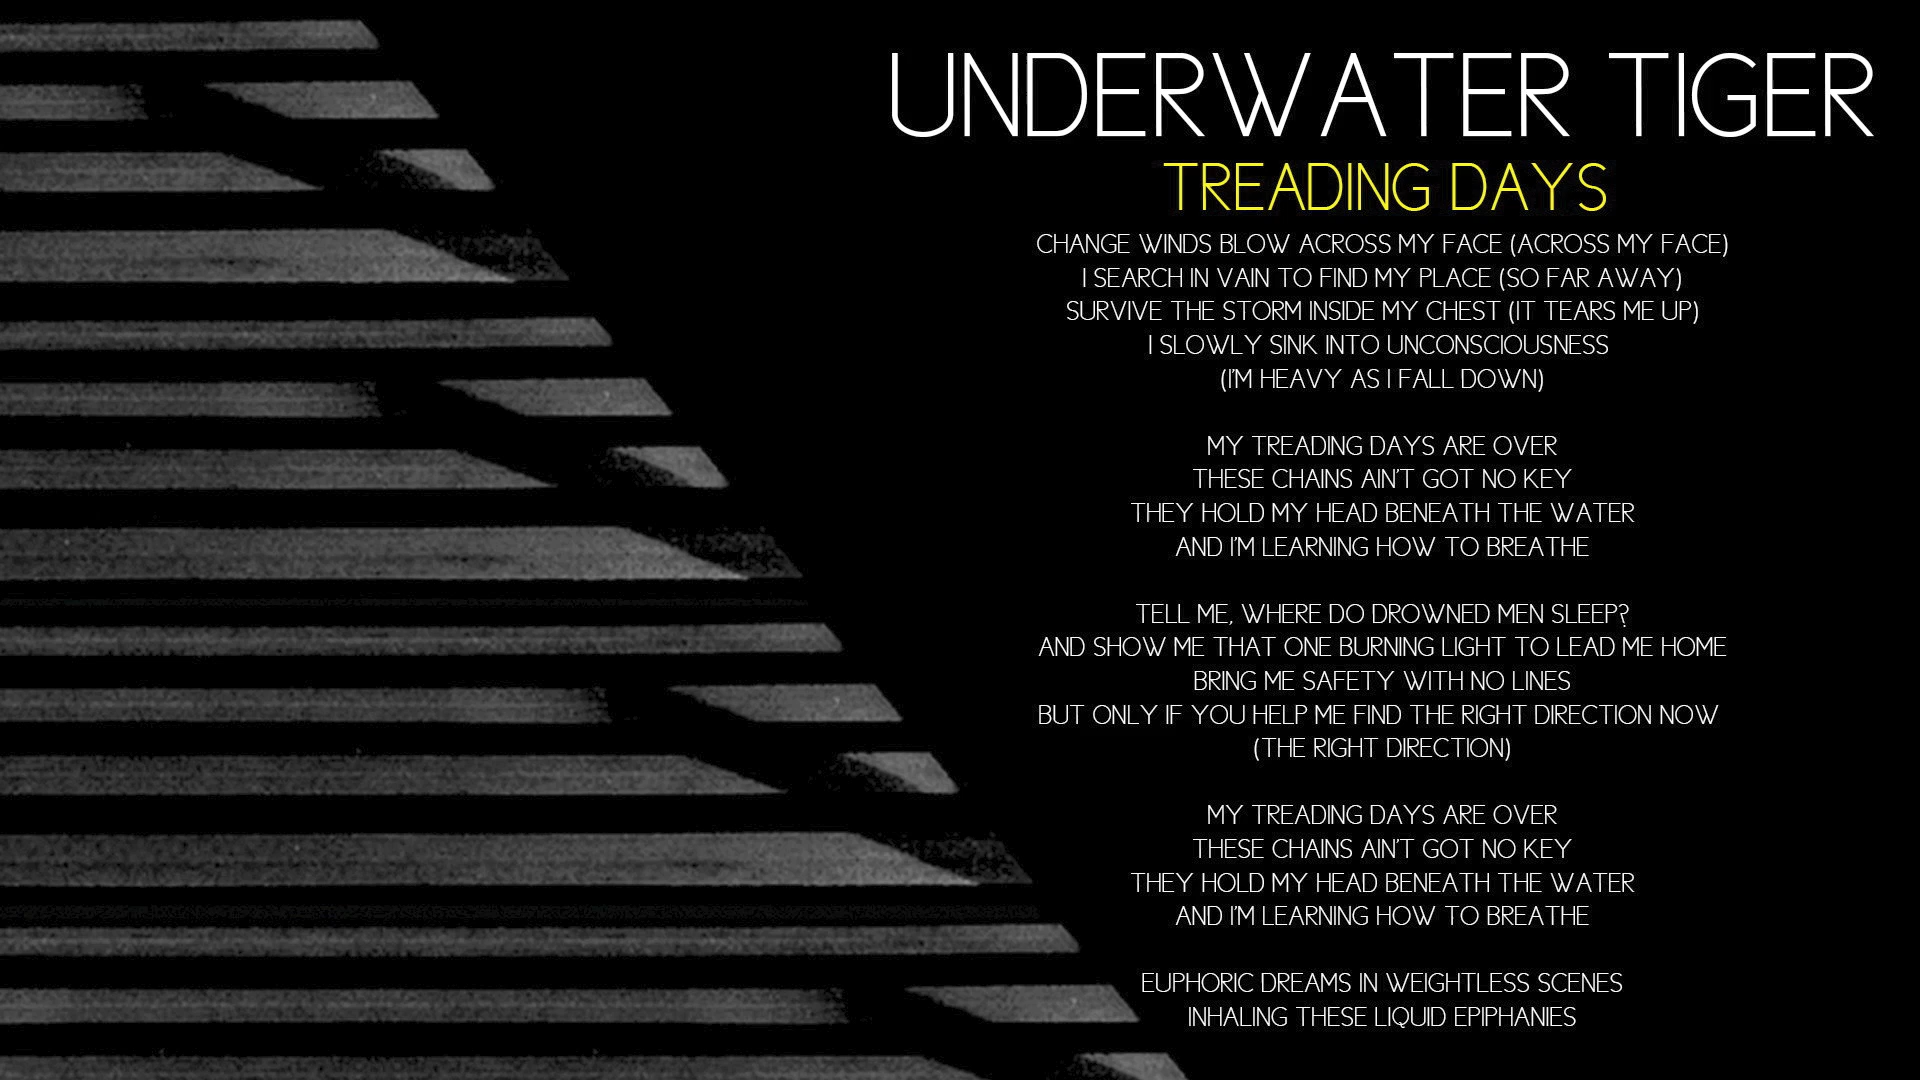 UNDERWATER TIGER
TREADING DAYS
CHANGE WINDS BLOW ACROSS MY FACE (ACROSS MY FACE)
I SEARCH IN VAIN TO FIND MY PLACE (SO FAR AWAY)
SURVIVE THE STORM INSIDE MY CHEST (IT TEARS ME UP)
I SLOWLY SINK INTO UNCONSCIOUSNESS
(I'M HEAVY AS I FALL DOWN)
MY TREADING DAYS ARE OVER
THESE CHAINS AIN'T GOT NO KEY
THEY HOLD MY HEAD BENEATH THE WATER
AND I'M LEARNING HOW TO BREATHE
TELL ME, WHERE DO DROWNED MEN SLEEP?
AND SHOW ME THAT ONE BURNING LIGHT TO LEAD ME HOME
BRING ME SAFETY WITH NO LINES
BUT ONLY IF YOU HELP ME FIND THE RIGHT DIRECTION NOW
(THE RIGHT DIRECTION)
MY TREADING DAYS ARE OVER
THESE CHAINS AIN'T GOT NO KEY
THEY HOLD MY HEAD BENEATH THE WATER
AND I'M LEARNING HOW TO BREATHE
EUPHORIC DREAMS IN WEIGHTLESS SCENES
INHALING THESE LIQUID EPIPHANIES